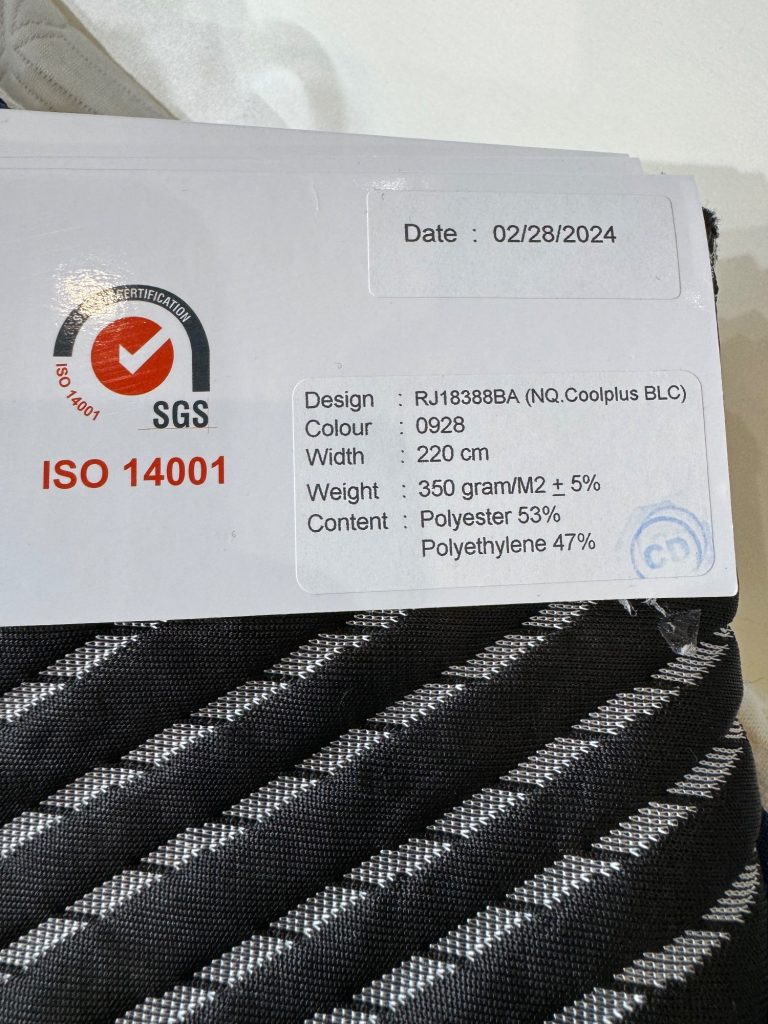 Date : 02/28/2024
SYSTEM CERTIFICATION
ISO 14001
SGS
ISO 14001
Design : RJ18388BA (NQ.Coolplus BLC)
Colour : 0928
Width : 220 cm
Weight : 350 gram/M2 ± 5%
Content : Polyester 53%
Polyethylene 47%
CD